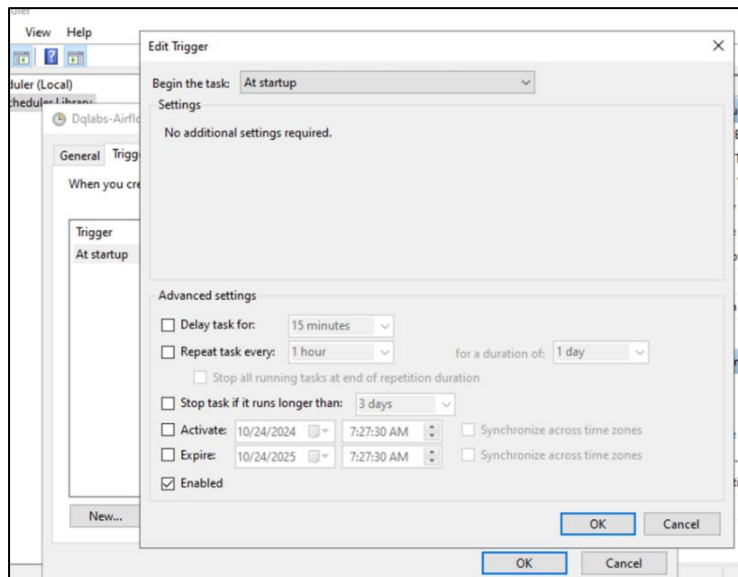 View Help
Edit Trigger
duler (Local)
Begin the task: At startup
Settings
Dqlabs-Airflo
No additional settings required.
General Trigg
When you cre
Trigger
At startup
Advanced settings
Delay task for: 15 minutes
Repeat task every: 1 hour for a duration of: 1 day
Stop all running tasks at end of repetition duration
Stop task if it runs longer than: 3 days
Activate: 10/24/2024 7:27:30 AM Synchronize across time zones
Expire: 10/24/2025 7:27:30 AM Synchronize across time zones
Enabled
New...
OK Cancel
OK Cancel